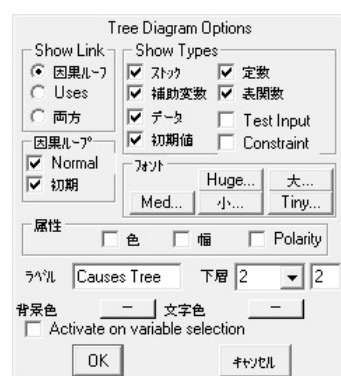 Tree Diagram Options
Show Link
Show Types
因果ループ
ストック
定数
Uses
補助変数
表関数
両方
データ
Test Input
初期値
Constraint
因果ループ
Normal
初期
フォント
Huge...
大...
Med...
小...
Tiny...
属性
色
幅
Polarity
ラベル
Causes Tree
下層
2
2
背景色
--
文字色
--
Activate on variable selection
OK
キャンセル